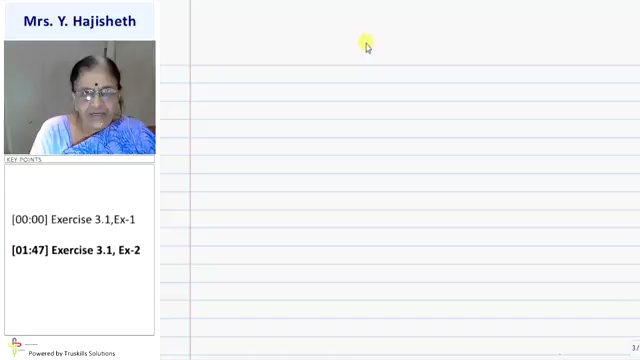 Mrs. Y. Hajisheth
KEY POINTS
[00:00] Exercise 3.1,Ex-1
[01:47] Exercise 3.1, Ex-2
Powered by Truskills Solutions
3/